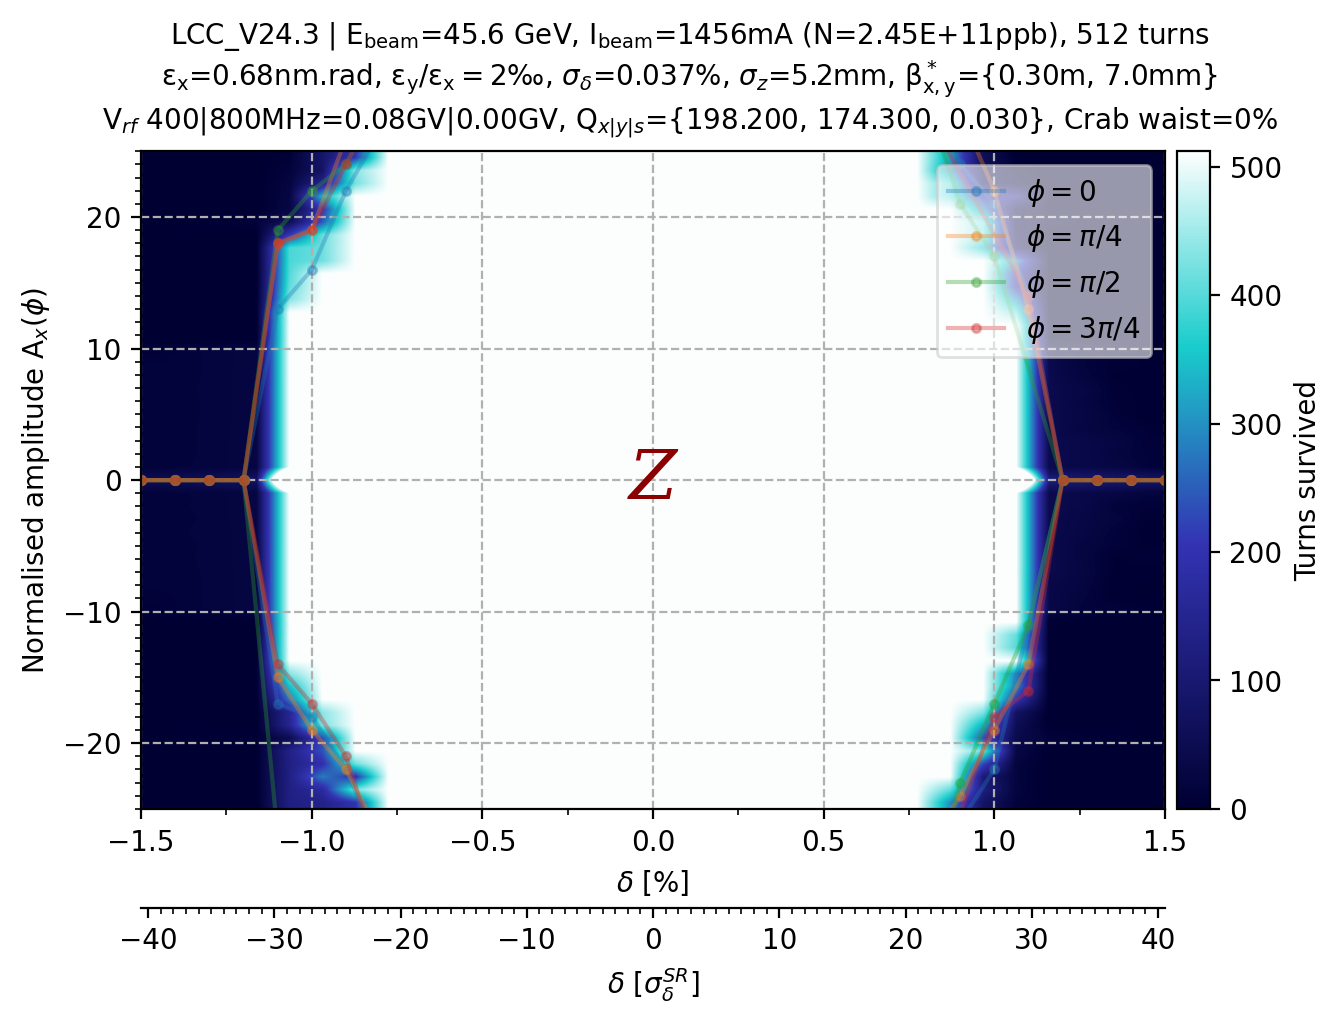 LCC_V24.3 | E_beam=45.6 GeV, I_beam=1456mA (N=2.45E+11ppb), 512 turns
ε_x=0.68nm.rad, ε_y/ε_x = 2‰, σ_δ=0.037%, σ_z=5.2mm, β*_x,y={0.30m, 7.0mm}
V_rf 400|800MHz=0.08GV|0.00GV, Q_x|y|s={198.200, 174.300, 0.030}, Crab waist=0%
Normalised amplitude A_x(ϕ)
20
10
0
−10
−20
ϕ = 0
ϕ = π/4
ϕ = π/2
ϕ = 3π/4
Z
500
400
300
200
100
0
Turns survived
−1.5 −1.0 −0.5 0.0 0.5 1.0 1.5
δ [%]
−40 −30 −20 −10 0 10 20 30 40
δ [σ_δ^SR]